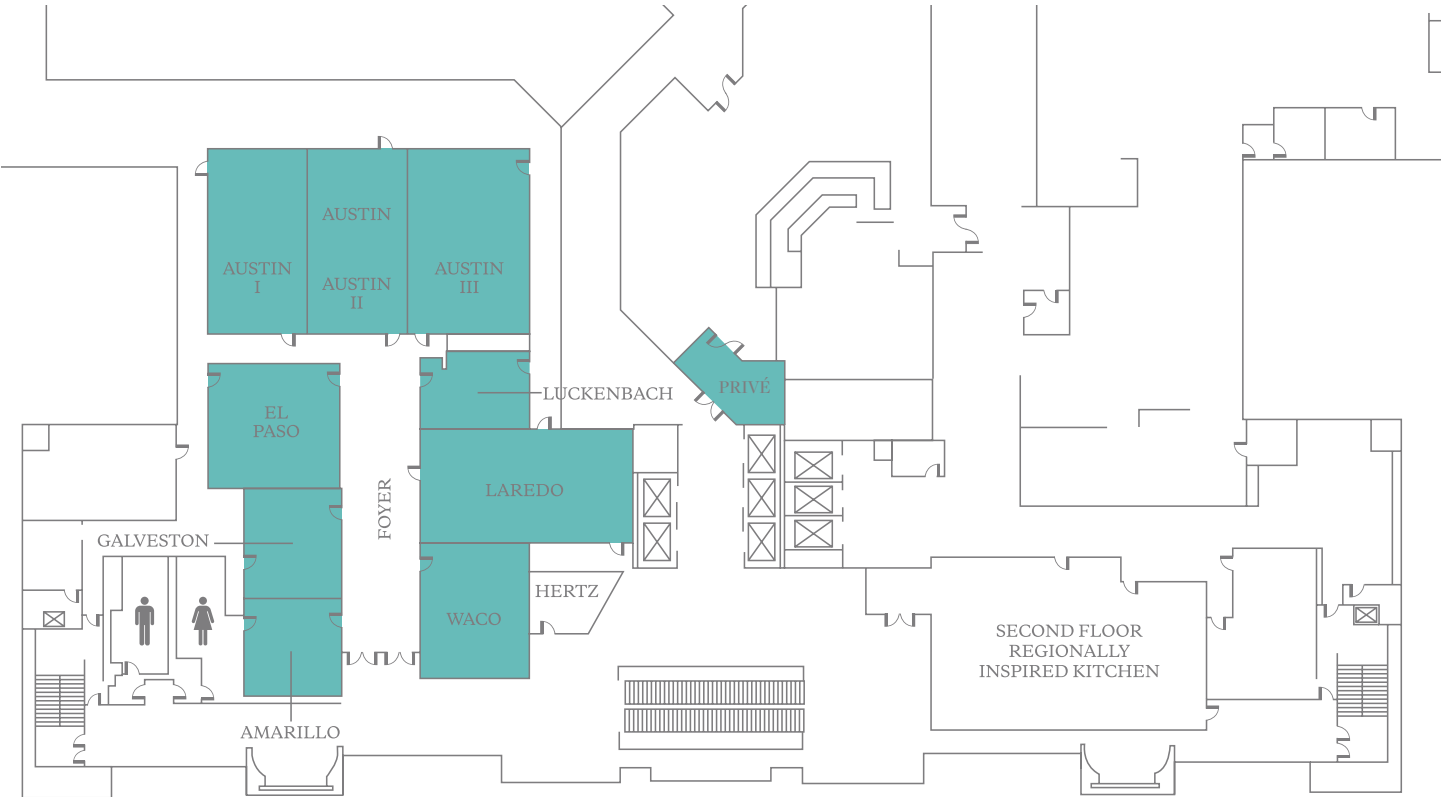 AUSTIN
AUSTIN
I
AUSTIN
II
AUSTIN
III
EL
PASO
LUCKENBACH
PRIVÉ
LAREDO
FOYER
GALVESTON
HERTZ
WACO
AMARILLO
SECOND FLOOR
REGIONALLY
INSPIRED KITCHEN